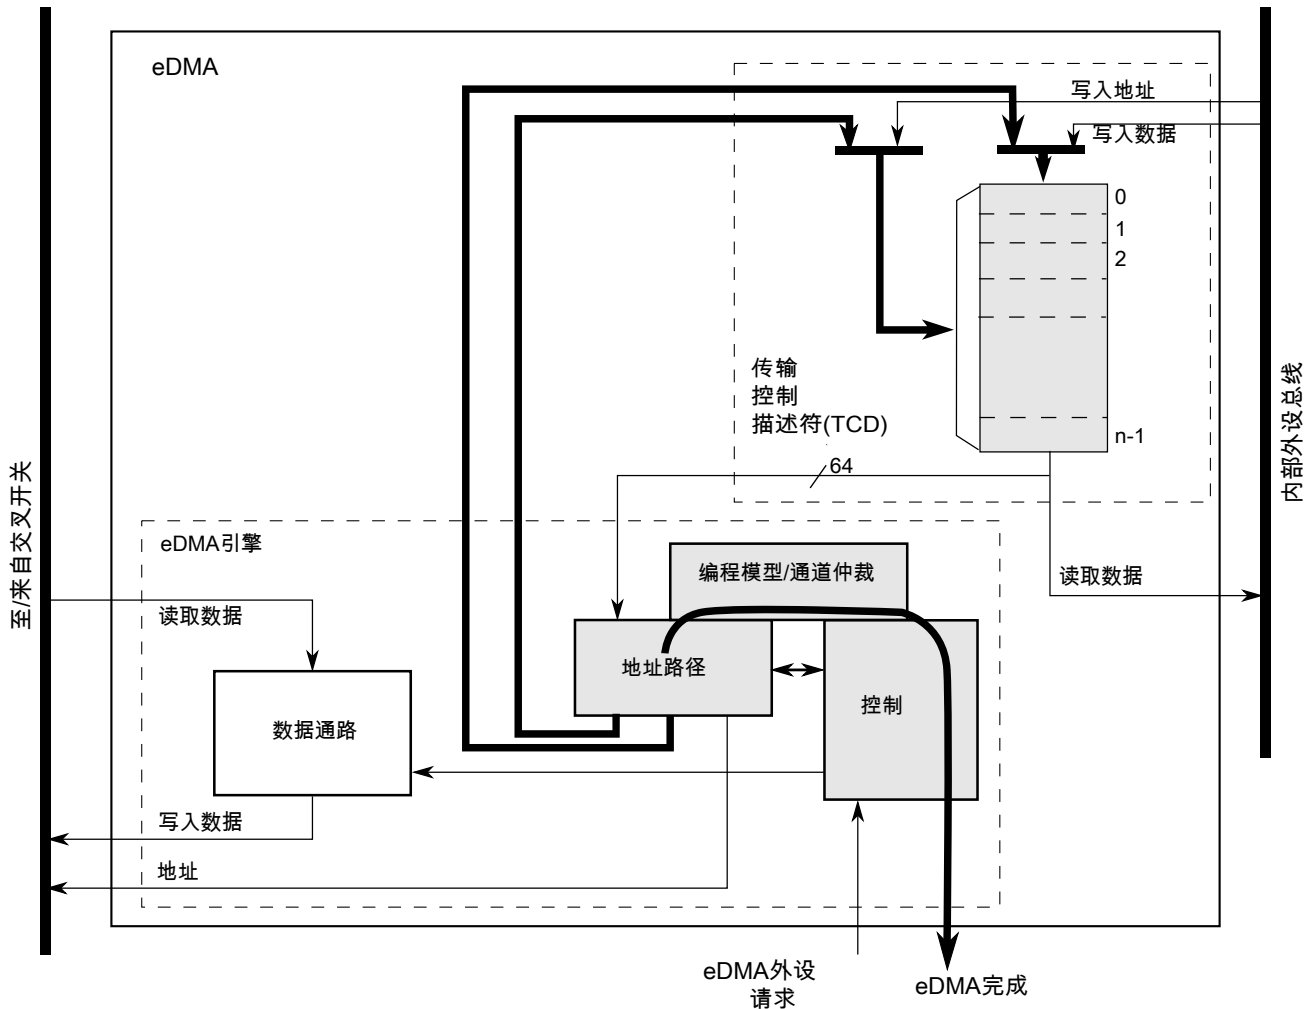 eDMA
写入地址
写入数据
0
1
2
n-1
传输
控制
描述符(TCD)
64
内部外设总线
至/来自交叉开关
eDMA引擎
编程模型/通道仲裁
读取数据
读取数据
地址路径
控制
数据通路
写入数据
地址
eDMA外设
请求
eDMA完成